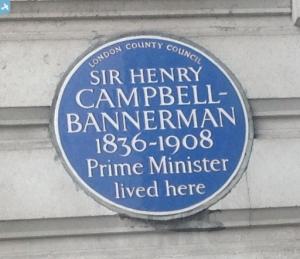 LONDON COUNTY COUNCIL
SIR HENRY
CAMPBELL-
BANNERMAN
1836-1908
Prime Minister
lived here